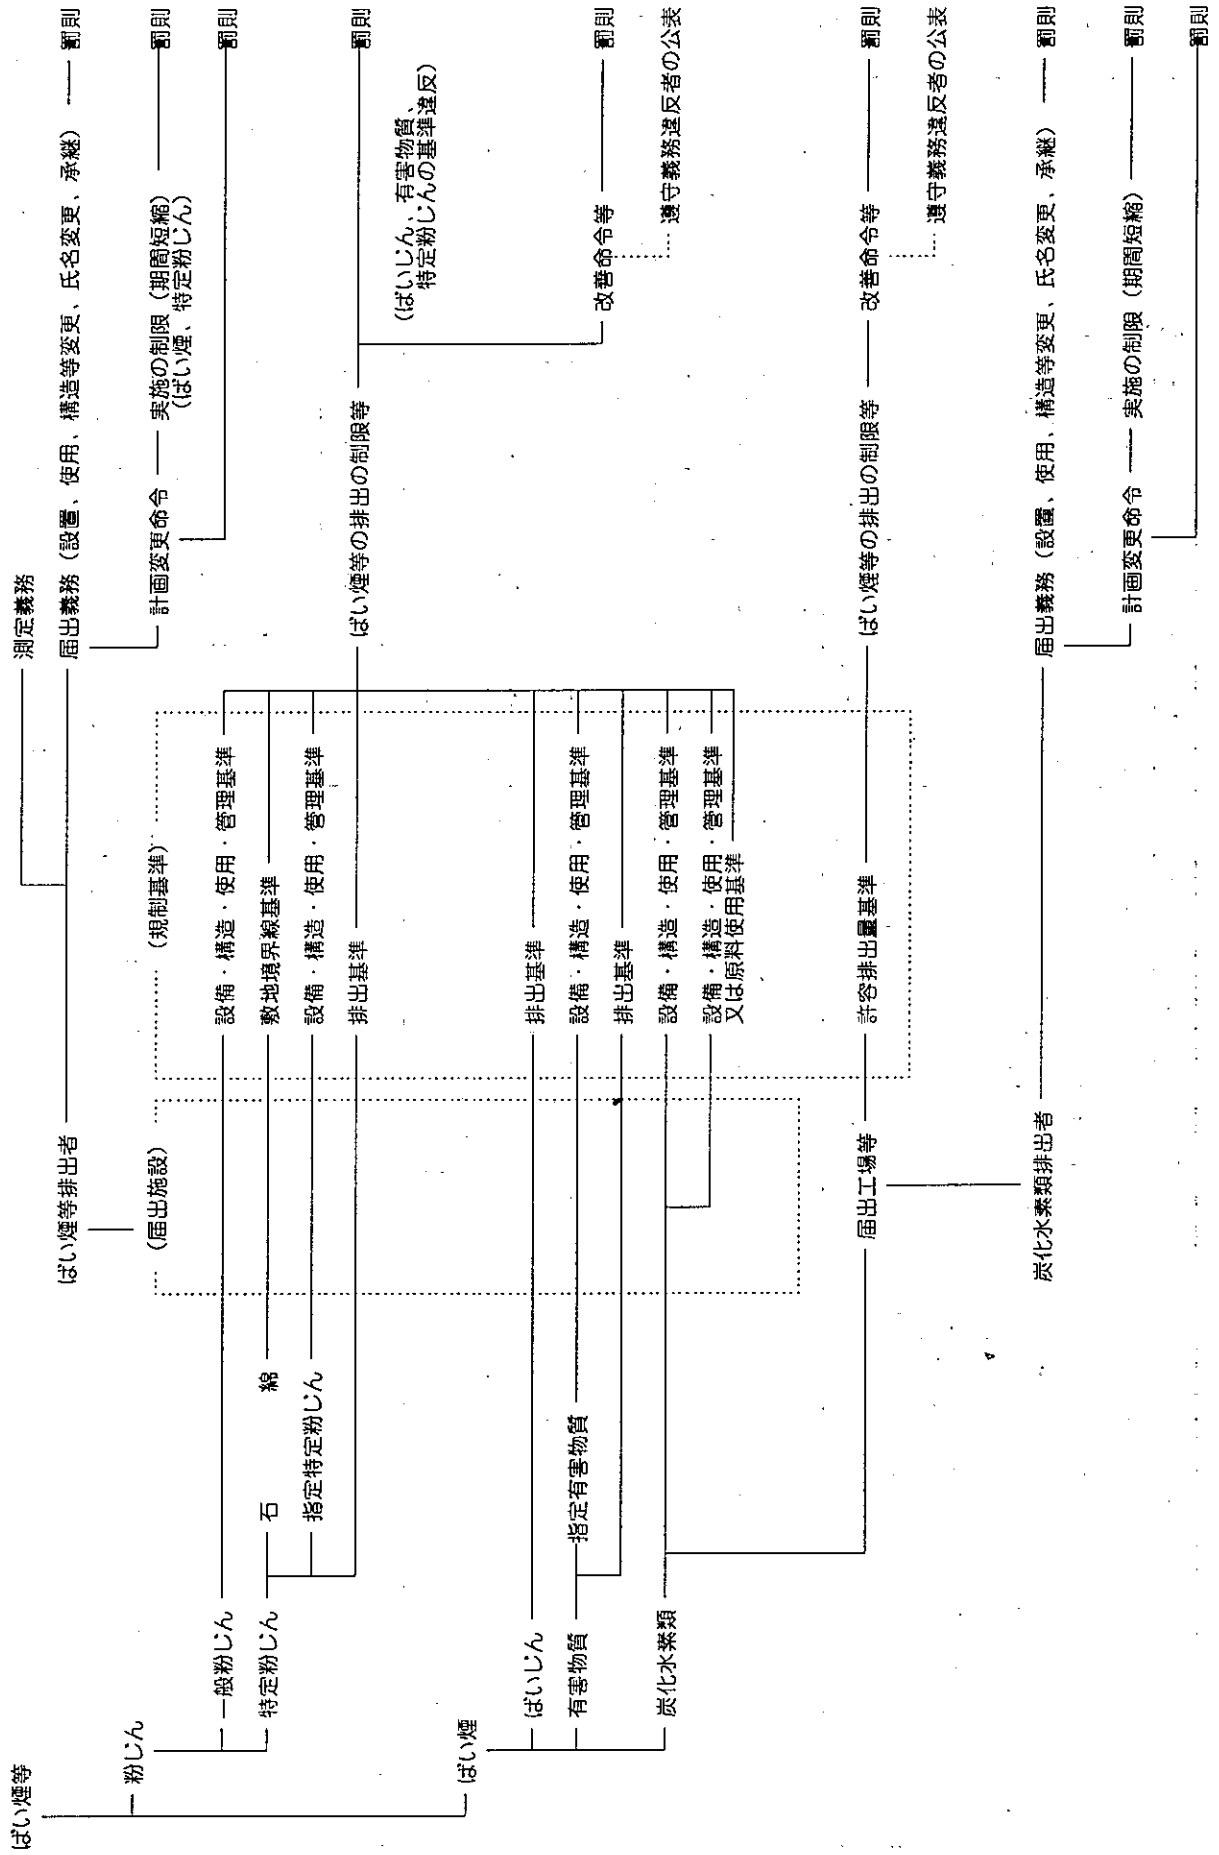 ばい煙等
測定義務
ばい煙等排出者
届出義務（設置、使用、構造等変更、氏名変更、承継）
罰則
粉じん
（届出施設）
（規制基準）
計画変更命令
実施の制限（期間短縮）
（ばい煙、特定粉じん）
罰則
一般粉じん
設備・構造・使用・管理基準
罰則
特定粉じん
石　綿
敷地境界線基準
指定特定粉じん
設備・構造・使用・管理基準
排出基準
ばい煙等の排出の制限等
罰則
（ばいじん、有害物質、
特定粉じんの基準違反）
ばい煙
ばいじん
排出基準
有害物質
指定有害物質
設備・構造・使用・管理基準
改善命令等
罰則
排出基準
炭化水素類
設備・構造・使用・管理基準
遵守義務違反者の公表
設備・構造・使用・管理基準
又は原料使用基準
届出工場等
許容排出量基準
ばい煙等の排出の制限等
改善命令等
罰則
遵守義務違反者の公表
炭化水素類排出者
届出義務（設置、使用、構造等変更、氏名変更、承継）
罰則
計画変更命令
実施の制限（期間短縮）
罰則
罰則